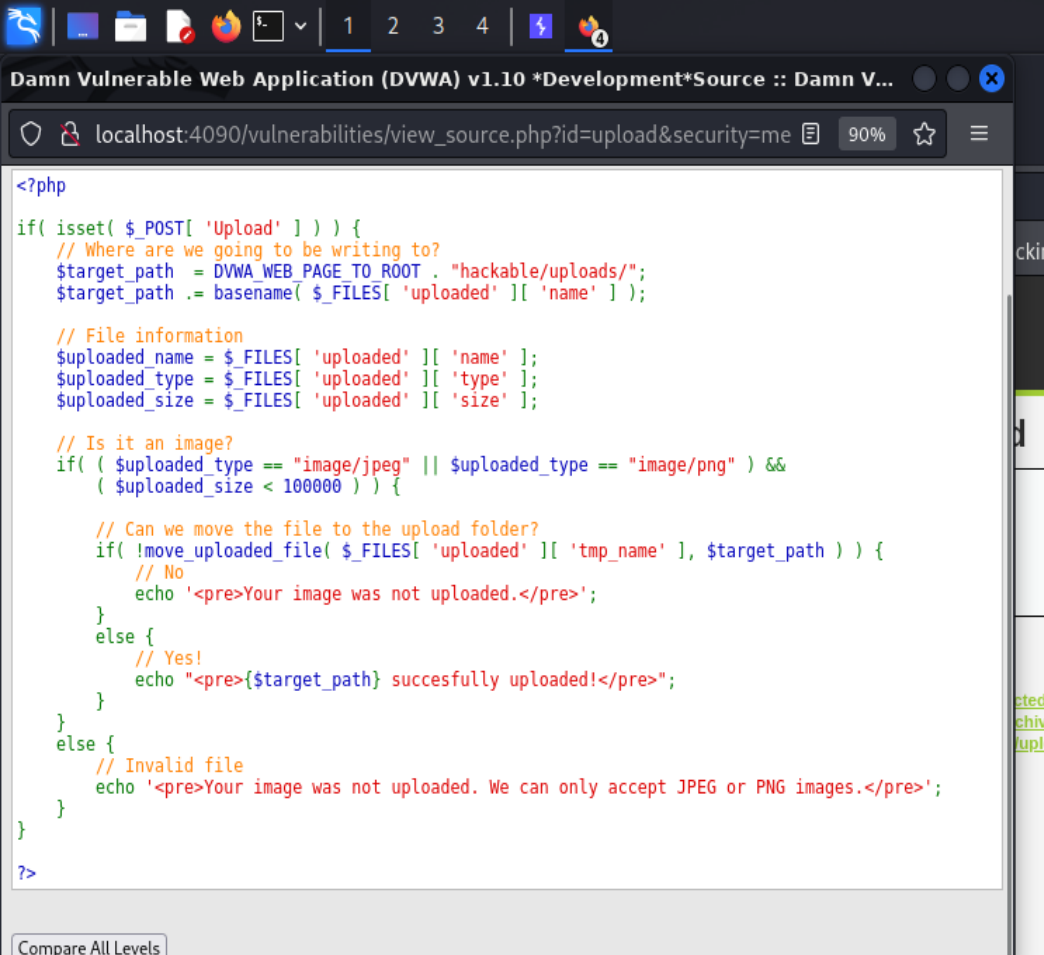 1 2 3 4 4
Damn Vulnerable Web Application (DVWA) v1.10 *Development*Source :: Damn V...
localhost:4090/vulnerabilities/view_source.php?id=upload&security=me 90%
<?php
if( isset( $_POST[ 'Upload' ] ) ) {
    // Where are we going to be writing to?
    $target_path  = DVWA_WEB_PAGE_TO_ROOT . "hackable/uploads/";
    $target_path .= basename( $_FILES[ 'uploaded' ][ 'name' ] );
    // File information
    $uploaded_name = $_FILES[ 'uploaded' ][ 'name' ];
    $uploaded_type = $_FILES[ 'uploaded' ][ 'type' ];
    $uploaded_size = $_FILES[ 'uploaded' ][ 'size' ];
    // Is it an image?
    if( ( $uploaded_type == "image/jpeg" || $uploaded_type == "image/png" ) &&
        ( $uploaded_size < 100000 ) ) {
        // Can we move the file to the upload folder?
        if( !move_uploaded_file( $_FILES[ 'uploaded' ][ 'tmp_name' ], $target_path ) ) {
            // No
            echo '<pre>Your image was not uploaded.</pre>';
        }
        else {
            // Yes!
            echo "<pre>{$target_path} succesfully uploaded!</pre>";
        }
    }
    else {
        // Invalid file
        echo '<pre>Your image was not uploaded. We can only accept JPEG or PNG images.</pre>';
    }
}
?>
Compare All Levels
ckin
d
cted
chiv
/upl